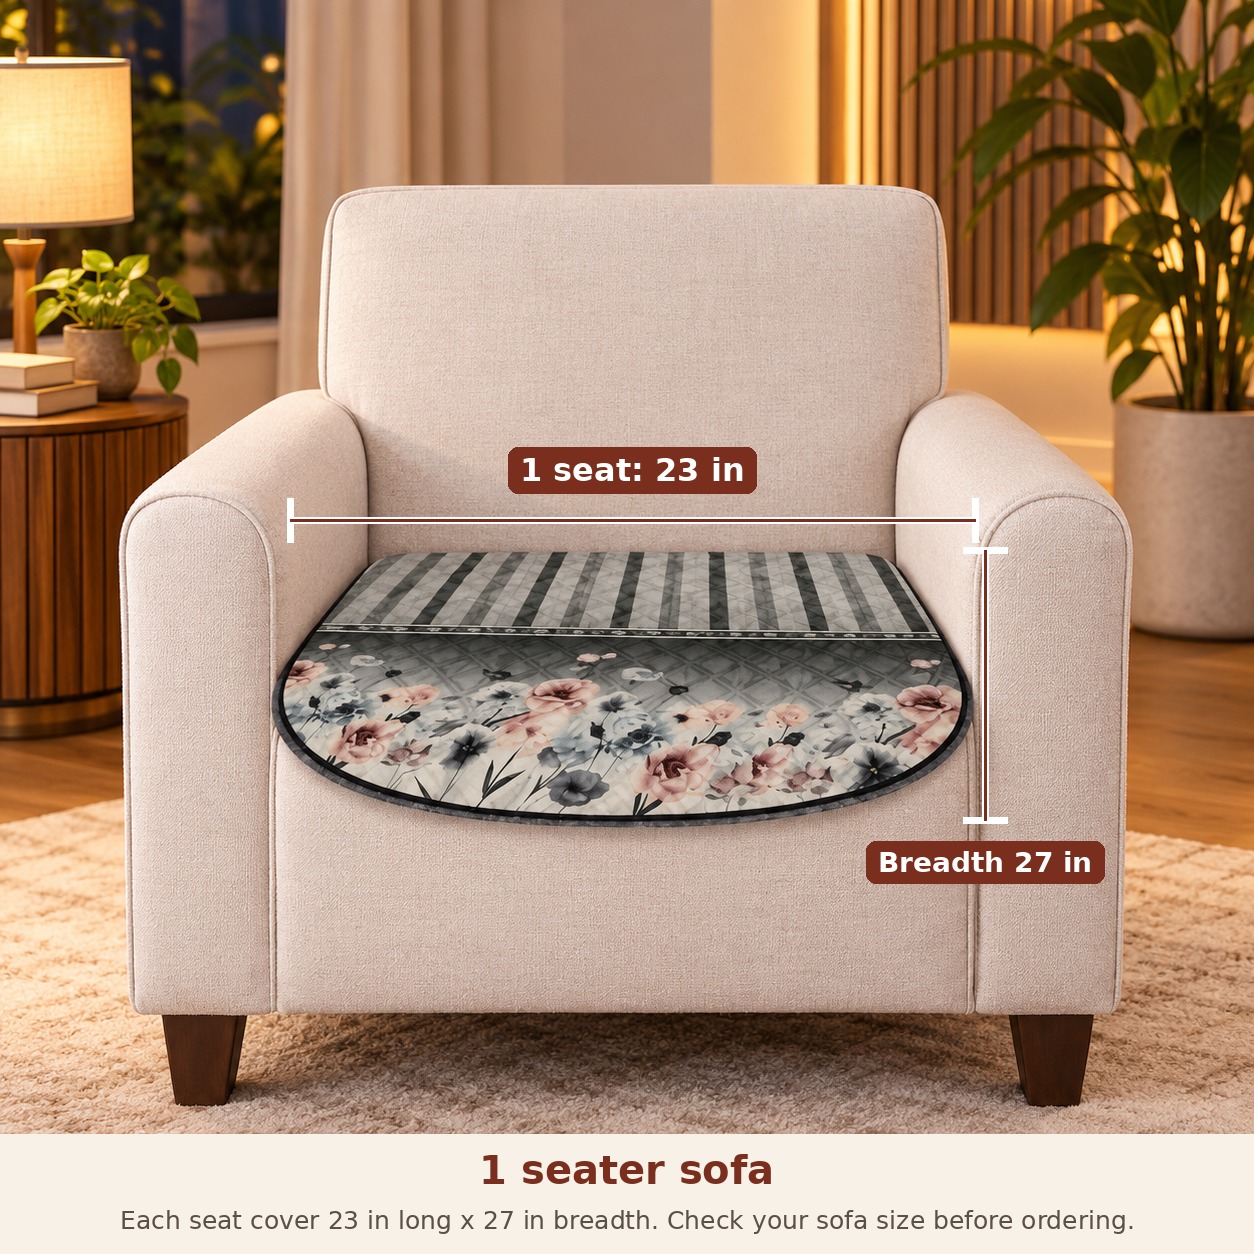 1 seat: 23 in
Breadth 27 in
1 seater sofa
Each seat cover 23 in long x 27 in breadth. Check your sofa size before ordering.